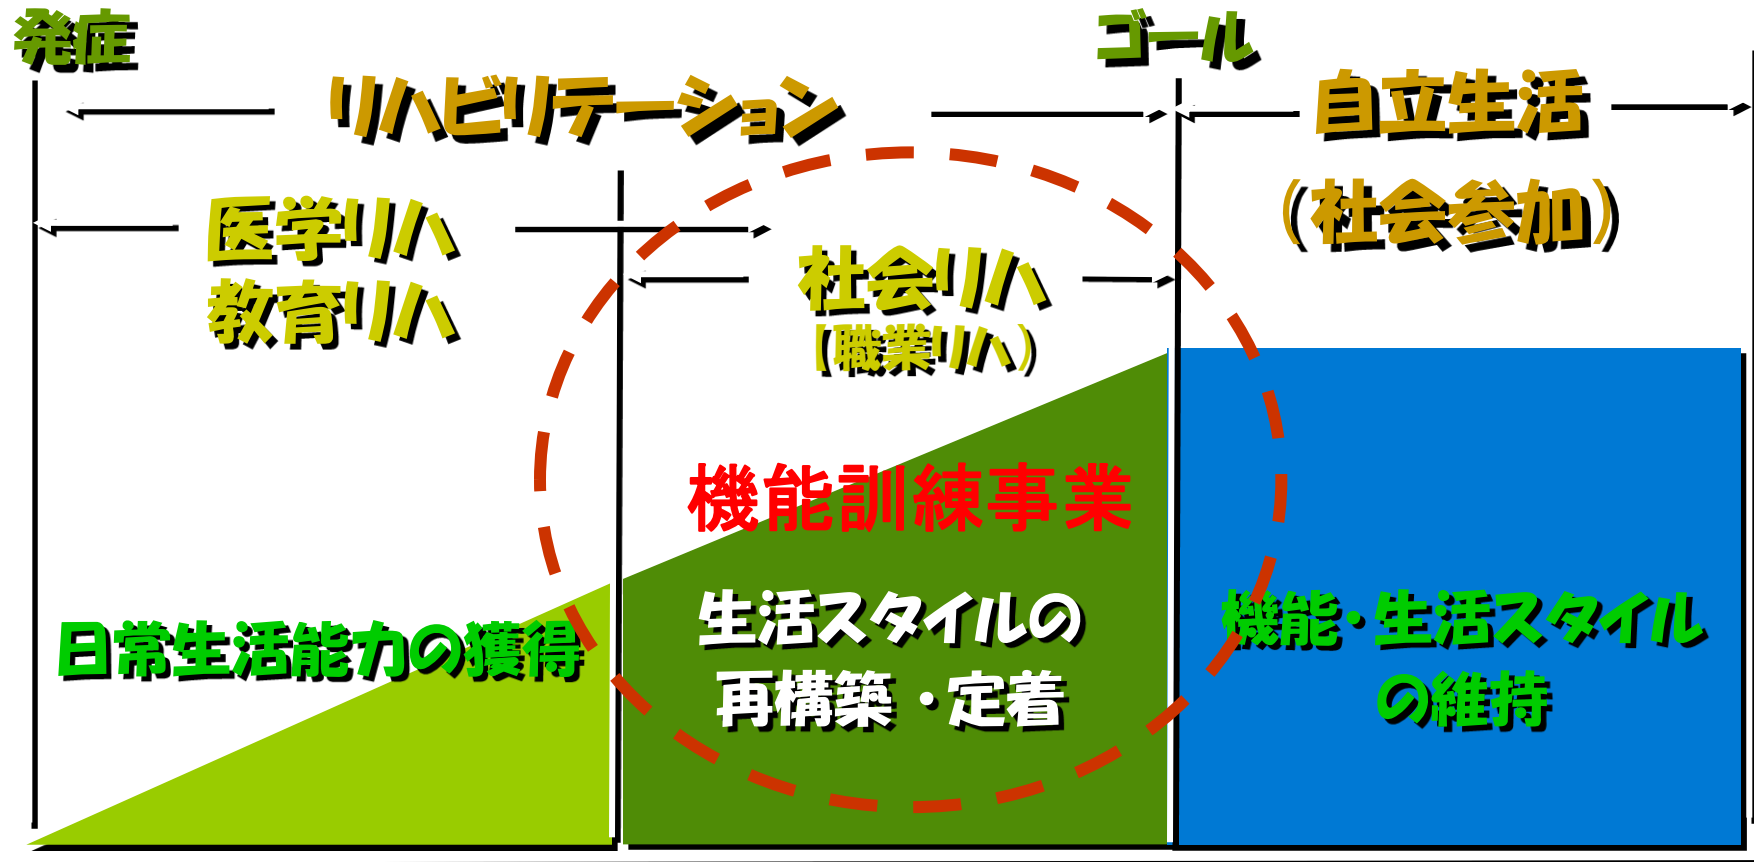 発症
ゴール
リハビリテーション
自立生活
(社会参加)
医学リハ
教育リハ
社会リハ
(職業リハ)
機能訓練事業
日常生活能力の獲得
生活スタイルの
再構築・定着
機能・生活スタイル
の維持